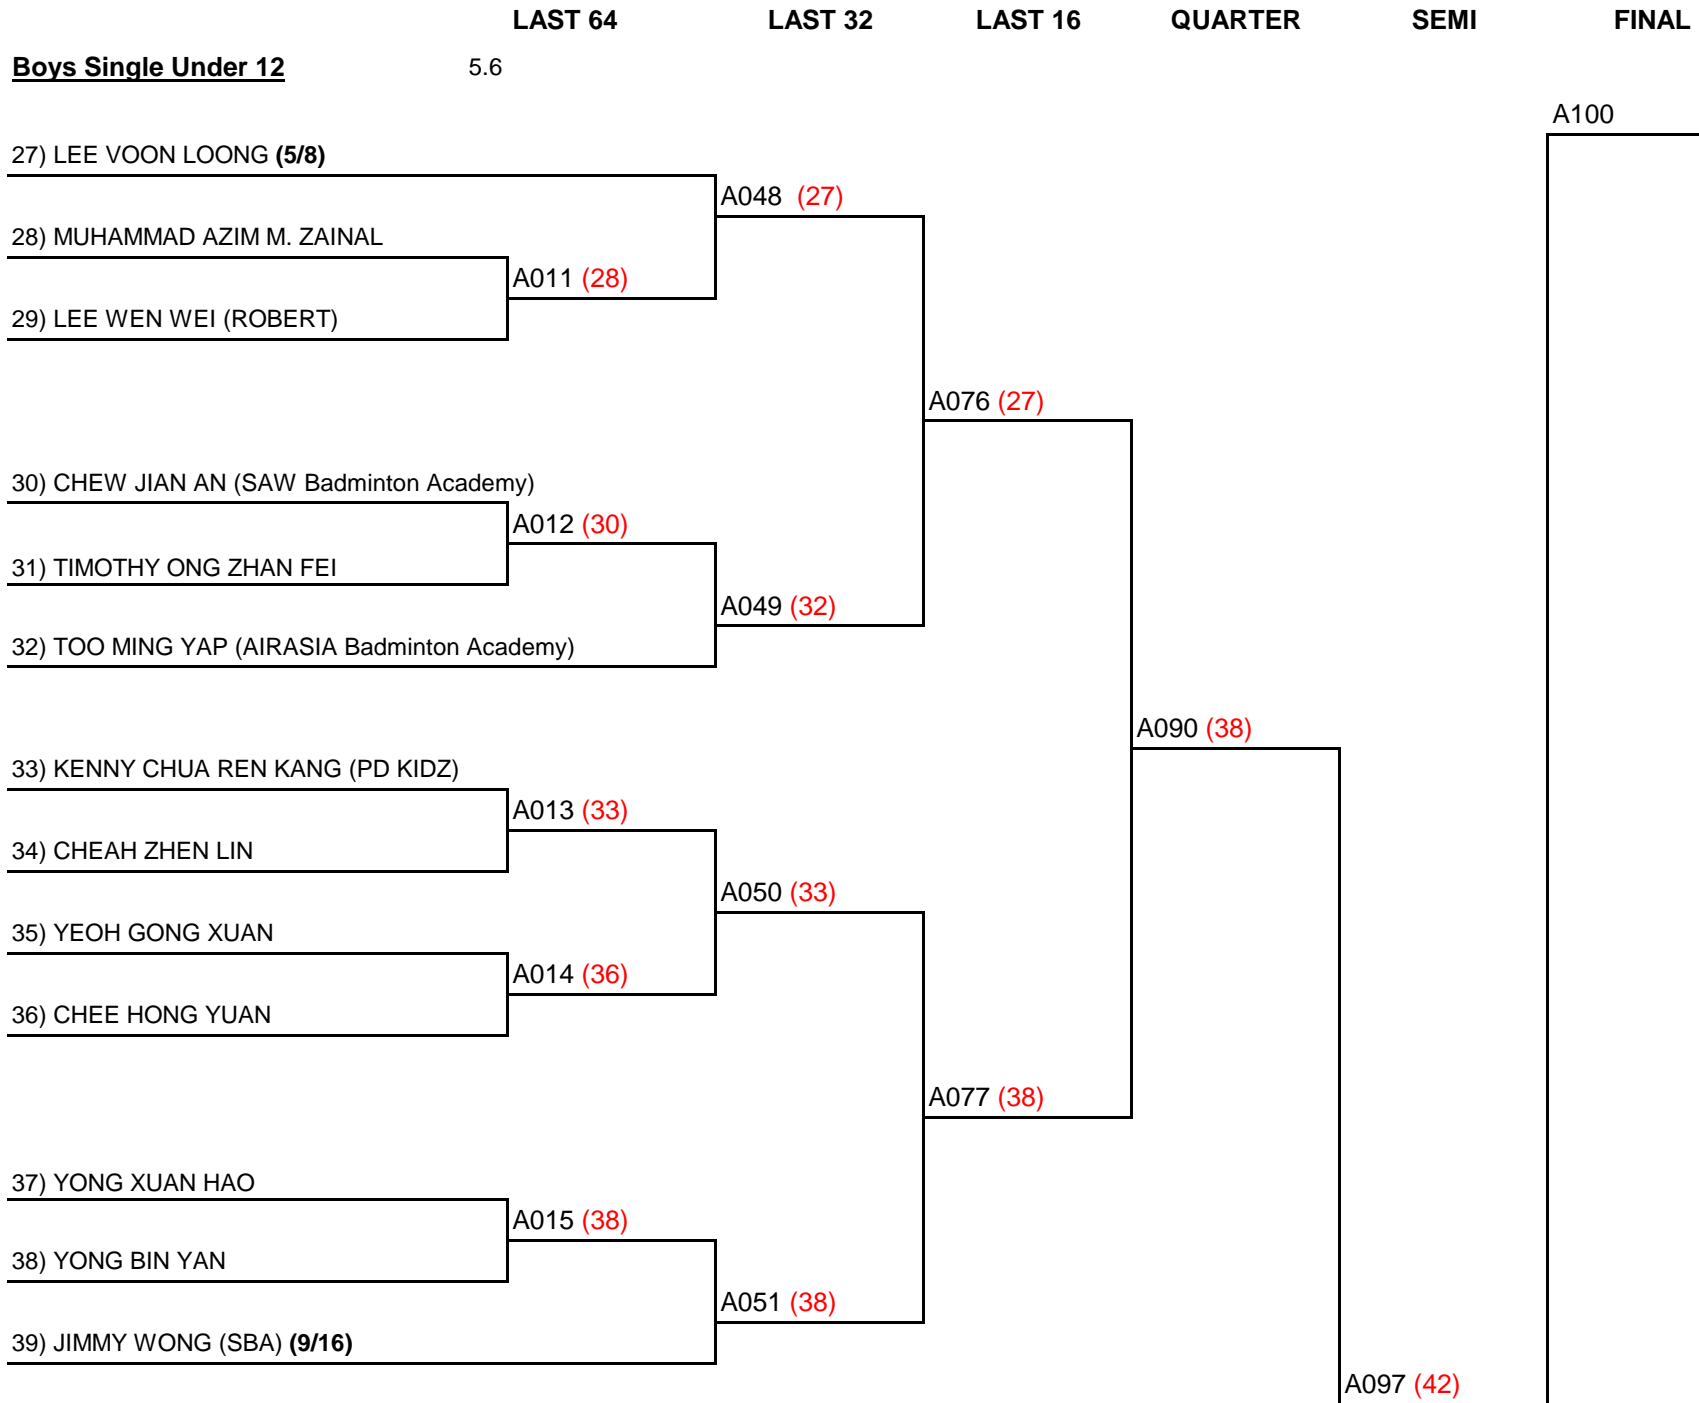 LAST 64 LAST 32 LAST 16 QUARTER SEMI FINAL
Boys Single Under 12 5.6
A100
27) LEE VOON LOONG (5/8)
A048 (27)
28) MUHAMMAD AZIM M. ZAINAL
A011 (28)
29) LEE WEN WEI (ROBERT)
A076 (27)
30) CHEW JIAN AN (SAW Badminton Academy)
A012 (30)
31) TIMOTHY ONG ZHAN FEI
A049 (32)
32) TOO MING YAP (AIRASIA Badminton Academy)
A090 (38)
33) KENNY CHUA REN KANG (PD KIDZ)
A013 (33)
34) CHEAH ZHEN LIN
A050 (33)
35) YEOH GONG XUAN
A014 (36)
36) CHEE HONG YUAN
A077 (38)
37) YONG XUAN HAO
A015 (38)
38) YONG BIN YAN
A051 (38)
39) JIMMY WONG (SBA) (9/16)
A097 (42)